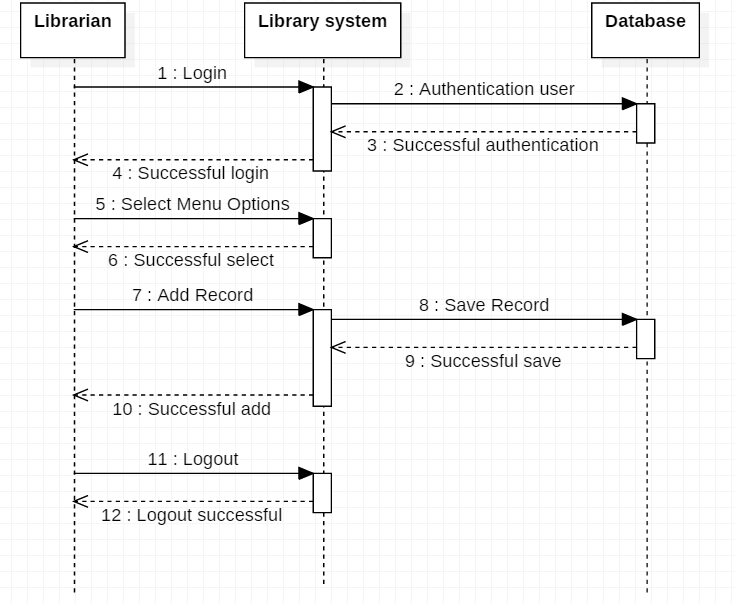 Librarian
Library system
Database
1 : Login
2 : Authentication user
3 : Successful authentication
4 : Successful login
5 : Select Menu Options
6 : Successful select
7 : Add Record
8 : Save Record
9 : Successful save
10 : Successful add
11 : Logout
12 : Logout successful